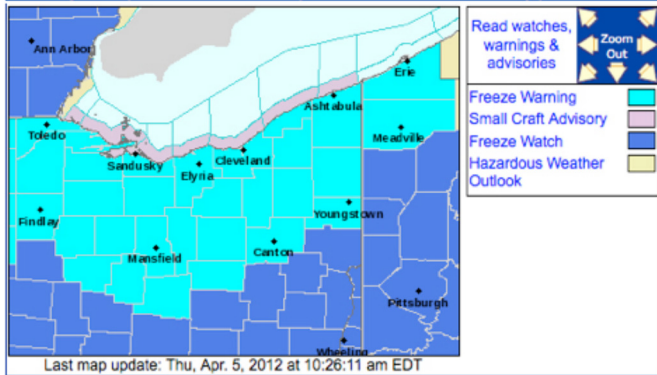 Ann Arbor
Erie
Ashtabula
Toledo
Meadville
Cleveland
Sandusky
Elyria
Youngstown
Findlay
Canton
Mansfield
Pittsburgh
Wheeling
Last map update: Thu, Apr. 5, 2012 at 10:26:11 am EDT
Read watches,
warnings &
advisories
Zoom
Out
Freeze Warning
Small Craft Advisory
Freeze Watch
Hazardous Weather
Outlook